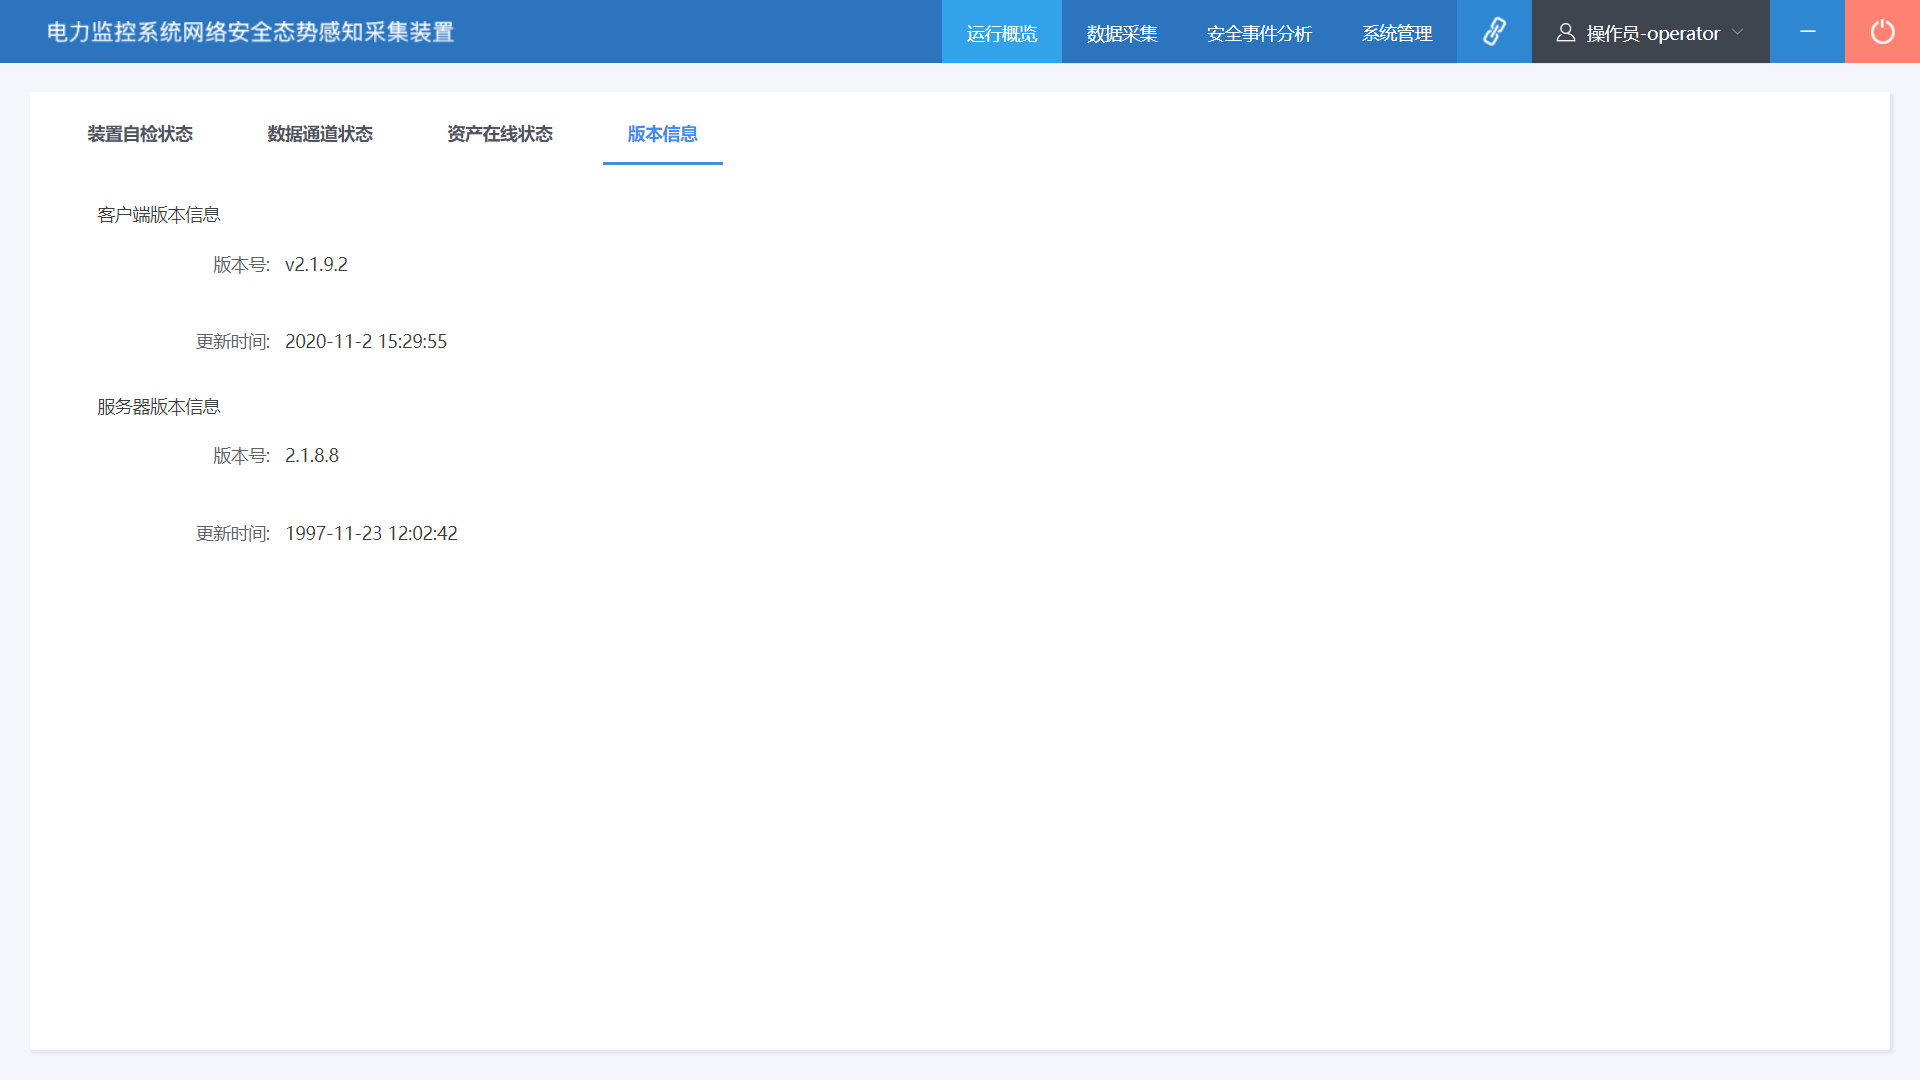 电力监控系统网络安全态势感知采集装置
运行概览 数据采集 安全事件分析 系统管理 操作员-operator
装置自检状态 数据通道状态 资产在线状态 版本信息
客户端版本信息
版本号: v2.1.9.2
更新时间: 2020-11-2 15:29:55
服务器版本信息
版本号: 2.1.8.8
更新时间: 1997-11-23 12:02:42